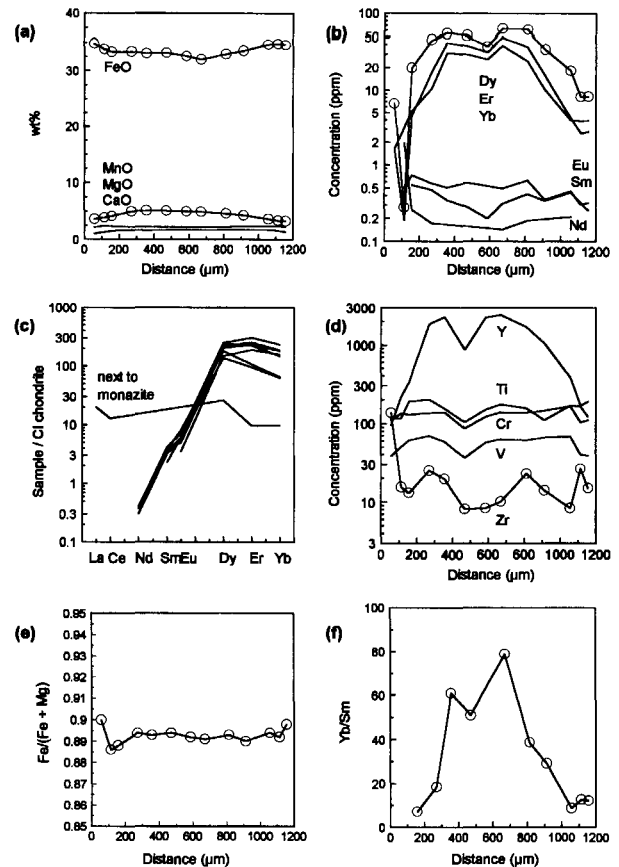 (a)
40
35
30
25
20
15
10
5
0
wt%
FeO
MnO
MgO
CaO
0 200 400 600 800 1000 1200
Distance (µm)
(b)
100
50
20
10
5
2
1
0.5
0.2
0.1
Concentration (ppm)
Dy
Er
Yb
Eu
Sm
Nd
0 200 400 600 800 1000 1200
Distance (µm)
(c)
1000
300
100
30
10
3
1
0.3
0.1
Sample / CI chondrite
next to
monazite
La Ce Nd SmEu Dy Er Yb
(d)
3000
1000
300
100
30
10
3
Concentration (ppm)
Y
Ti
Cr
V
Zr
0 200 400 600 800 1000 1200
Distance (µm)
(e)
0.95
0.94
0.93
0.92
0.91
0.9
0.89
0.88
0.87
0.86
0.85
Fe/(Fe + Mg)
0 200 400 600 800 1000 1200
Distance (µm)
(f)
100
80
60
40
20
0
Yb/Sm
0 200 400 600 800 1000 1200
Distance (µm)